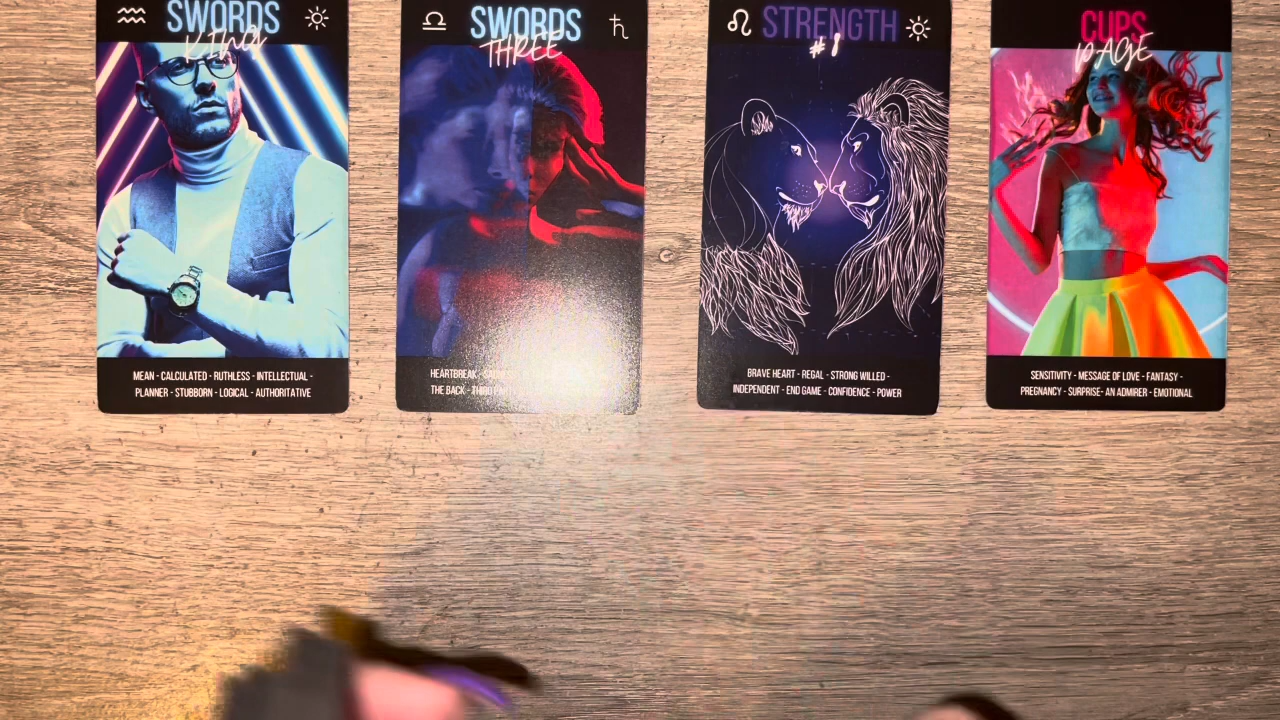 SWORDS
KING
MEAN - CALCULATED - RUTHLESS - INTELLECTUAL -
PLANNER - STUBBORN - LOGICAL - AUTHORITATIVE
SWORDS
THREE
HEARTBREAK -
THE BACK -
STRENGTH
#8
BRAVE HEART - REGAL - STRONG WILLED -
INDEPENDENT - END GAME - CONFIDENCE - POWER
CUPS
PAGE
SENSITIVITY - MESSAGE OF LOVE - FANTASY -
PREGNANCY - SURPRISE- AN ADMIRER - EMOTIONAL